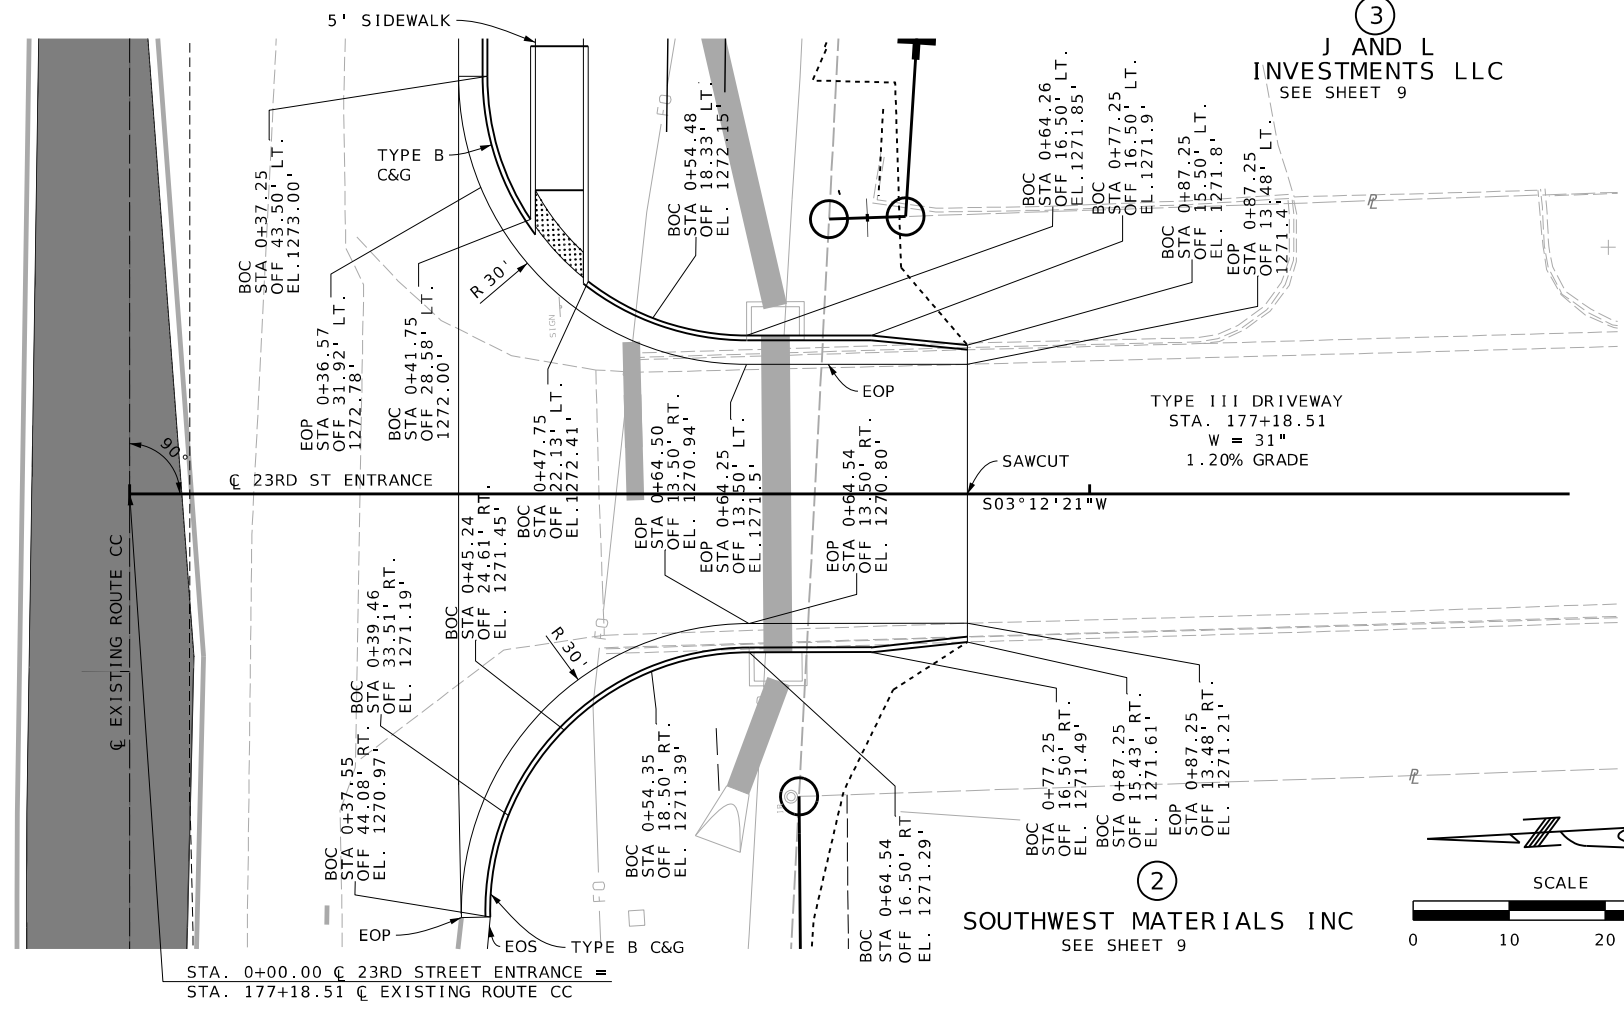 5' SIDEWALK
3
J AND L
INVESTMENTS LLC
SEE SHEET 9
TYPE B
C&G
BOC
STA 0+37.25
OFF 43.50' LT.
EL.1273.00'
EOP
STA 0+36.57
OFF 31.92' LT.
1272.78'
BOC
STA 0+41.75
OFF 28.58' LT.
1272.00'
R 30'
SIGN
FO
BOC
STA 0+54.48
OFF 18.33' LT.
EL. 1272.15'
BOC
STA 0+64.26
OFF 16.50' LT.
EL.1271.85'
BOC
STA 0+77.25
OFF 16.50' LT.
EL.1271.9'
BOC
STA 0+87.25
OFF 15.50' LT.
EL. 1271.8'
EOP
STA 0+87.25
OFF 13.48' LT.
1271.4'
PL
EOP
TYPE III DRIVEWAY
STA. 177+18.51
W = 31"
1.20% GRADE
BOC
STA 0+47.75
OFF 22.13' LT.
EL.1272.41'
EOP
STA 0+64.50
OFF 13.50' RT.
EL. 1270.94'
EOP
STA 0+64.25
OFF 13.50' LT.
EL.1271.5'
EOP
STA 0+64.54
OFF 13.50' RT.
EL. 1270.80'
90°
CL 23RD ST ENTRANCE
SAWCUT
S03°12'21"W
CL EXISTING ROUTE CC
BOC
STA 0+45.24
OFF 24.61' RT.
EL. 1271.45'
BOC
STA 0+39.46
OFF 33.51' RT.
EL. 1271.19'
BOC
STA 0+37.55
OFF 44.08' RT.
EL. 1270.97'
R 30'
FO
BOC
STA 0+54.35
OFF 18.50' RT.
EL. 1271.39'
BOC
STA 0+64.54
OFF 16.50' RT.
EL. 1271.29'
BOC
STA 0+77.25
OFF 16.50' RT.
EL. 1271.49'
BOC
STA 0+87.25
OFF 15.43' RT.
EL. 1271.61'
EOP
STA 0+87.25
OFF 13.48' RT.
EL. 1271.21'
PL
2
SOUTHWEST MATERIALS INC
SEE SHEET 9
SCALE
0 10 20
FO
EOP
EOS
TYPE B C&G
STA. 0+00.00 CL 23RD STREET ENTRANCE =
STA. 177+18.51 CL EXISTING ROUTE CC